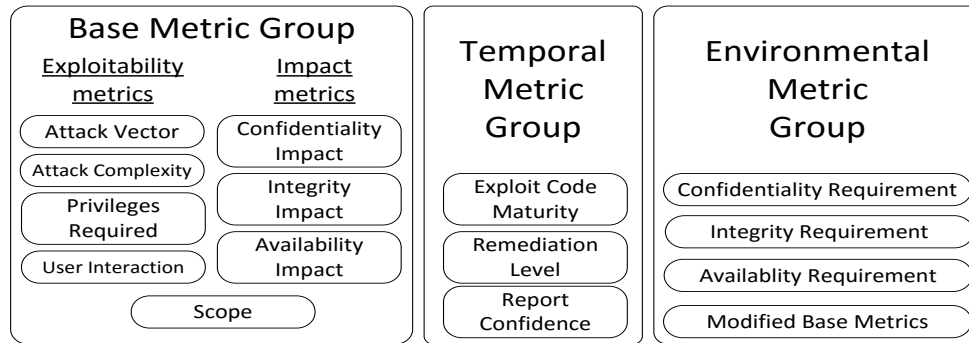 Base Metric Group
Exploitability
metrics
Attack Vector
Attack Complexity
Privileges
Required
User Interaction
Impact
metrics
Confidentiality
Impact
Integrity
Impact
Availability
Impact
Scope
Temporal
Metric
Group
Exploit Code
Maturity
Remediation
Level
Report
Confidence
Environmental
Metric
Group
Confidentiality Requirement
Integrity Requirement
Availablity Requirement
Modified Base Metrics